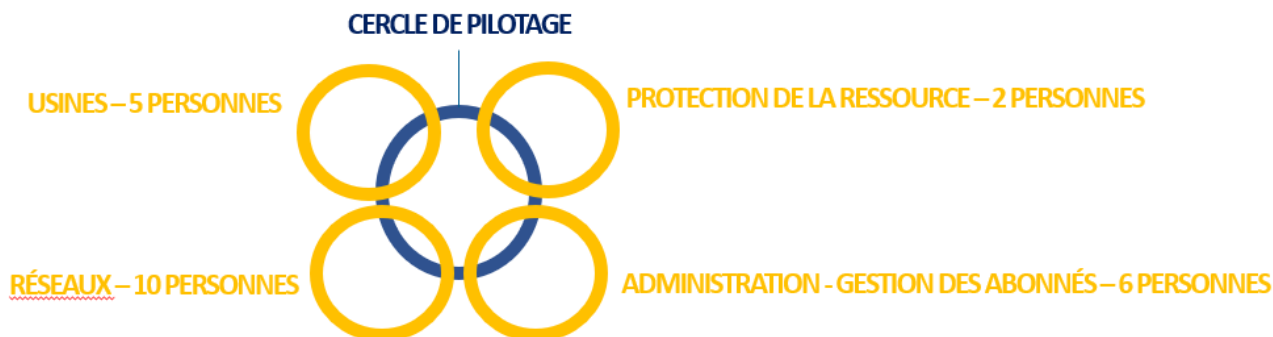 CERCLE DE PILOTAGE
USINES – 5 PERSONNES
PROTECTION DE LA RESSOURCE – 2 PERSONNES
RÉSEAUX – 10 PERSONNES
ADMINISTRATION - GESTION DES ABONNÉS – 6 PERSONNES